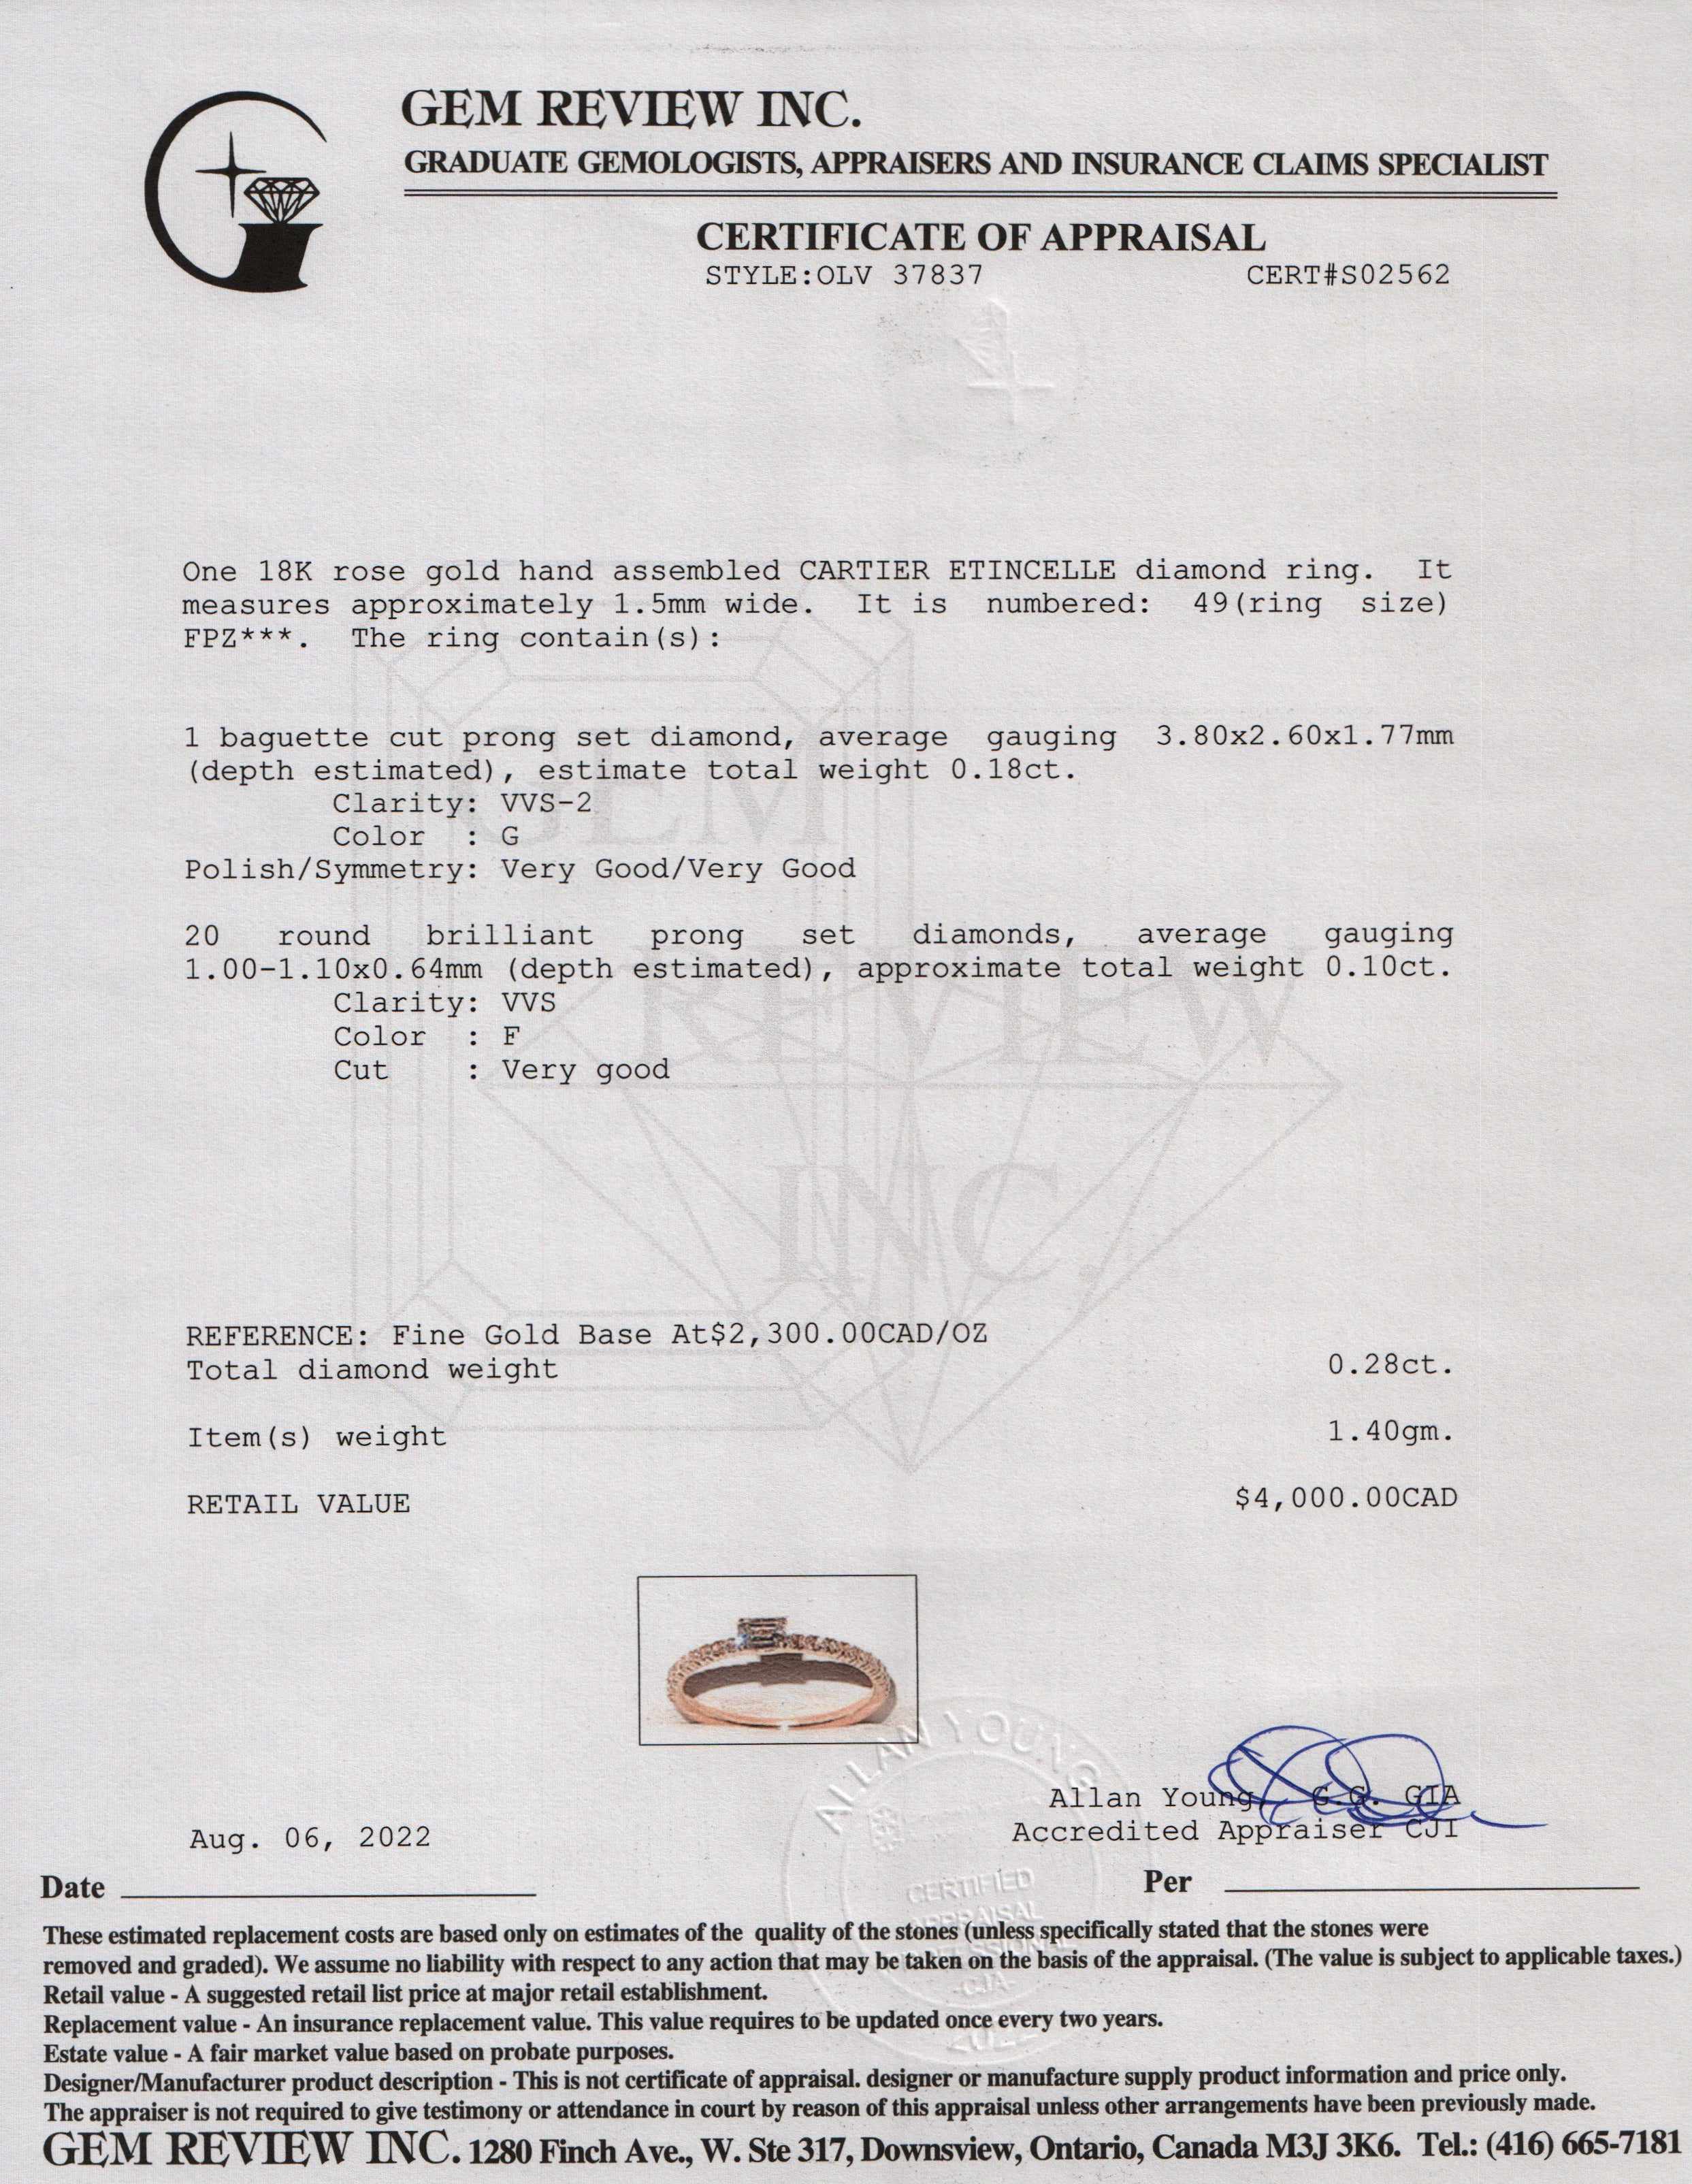 GEM REVIEW INC.
GRADUATE GEMOLOGISTS, APPRAISERS AND INSURANCE CLAIMS SPECIALIST
CERTIFICATE OF APPRAISAL
STYLE:OLV 37837 CERT#S02562
One 18K rose gold hand assembled CARTIER ETINCELLE diamond ring. It
measures approximately 1.5mm wide. It is numbered: 49(ring size)
FPZ***. The ring contain(s):
1 baguette cut prong set diamond, average gauging 3.80x2.60x1.77mm
(depth estimated), estimate total weight 0.18ct.
Clarity: VVS-2
Color : G
Polish/Symmetry: Very Good/Very Good
20 round brilliant prong set diamonds, average gauging
1.00-1.10x0.64mm (depth estimated), approximate total weight 0.10ct.
Clarity: VVS
Color : F
Cut : Very good
GEM
REVIEW
INC.
REFERENCE: Fine Gold Base At$2,300.00CAD/OZ
Total diamond weight 0.28ct.
Item(s) weight 1.40gm.
RETAIL VALUE $4,000.00CAD
ALLAN YOUNG
CERTIFIED
APPRAISAL
PROFESSIONAL
-CJA-
Allan Young, G.G. GIA
Accredited Appraiser CJI
Aug. 06, 2022
Date Per
These estimated replacement costs are based only on estimates of the quality of the stones (unless specifically stated that the stones were
removed and graded). We assume no liability with respect to any action that may be taken on the basis of the appraisal. (The value is subject to applicable taxes.)
Retail value - A suggested retail list price at major retail establishment.
Replacement value - An insurance replacement value. This value requires to be updated once every two years.
Estate value - A fair market value based on probate purposes.
Designer/Manufacturer product description - This is not certificate of appraisal. designer or manufacture supply product information and price only.
The appraiser is not required to give testimony or attendance in court by reason of this appraisal unless other arrangements have been previously made.
GEM REVIEW INC. 1280 Finch Ave., W. Ste 317, Downsview, Ontario, Canada M3J 3K6. Tel.: (416) 665-7181